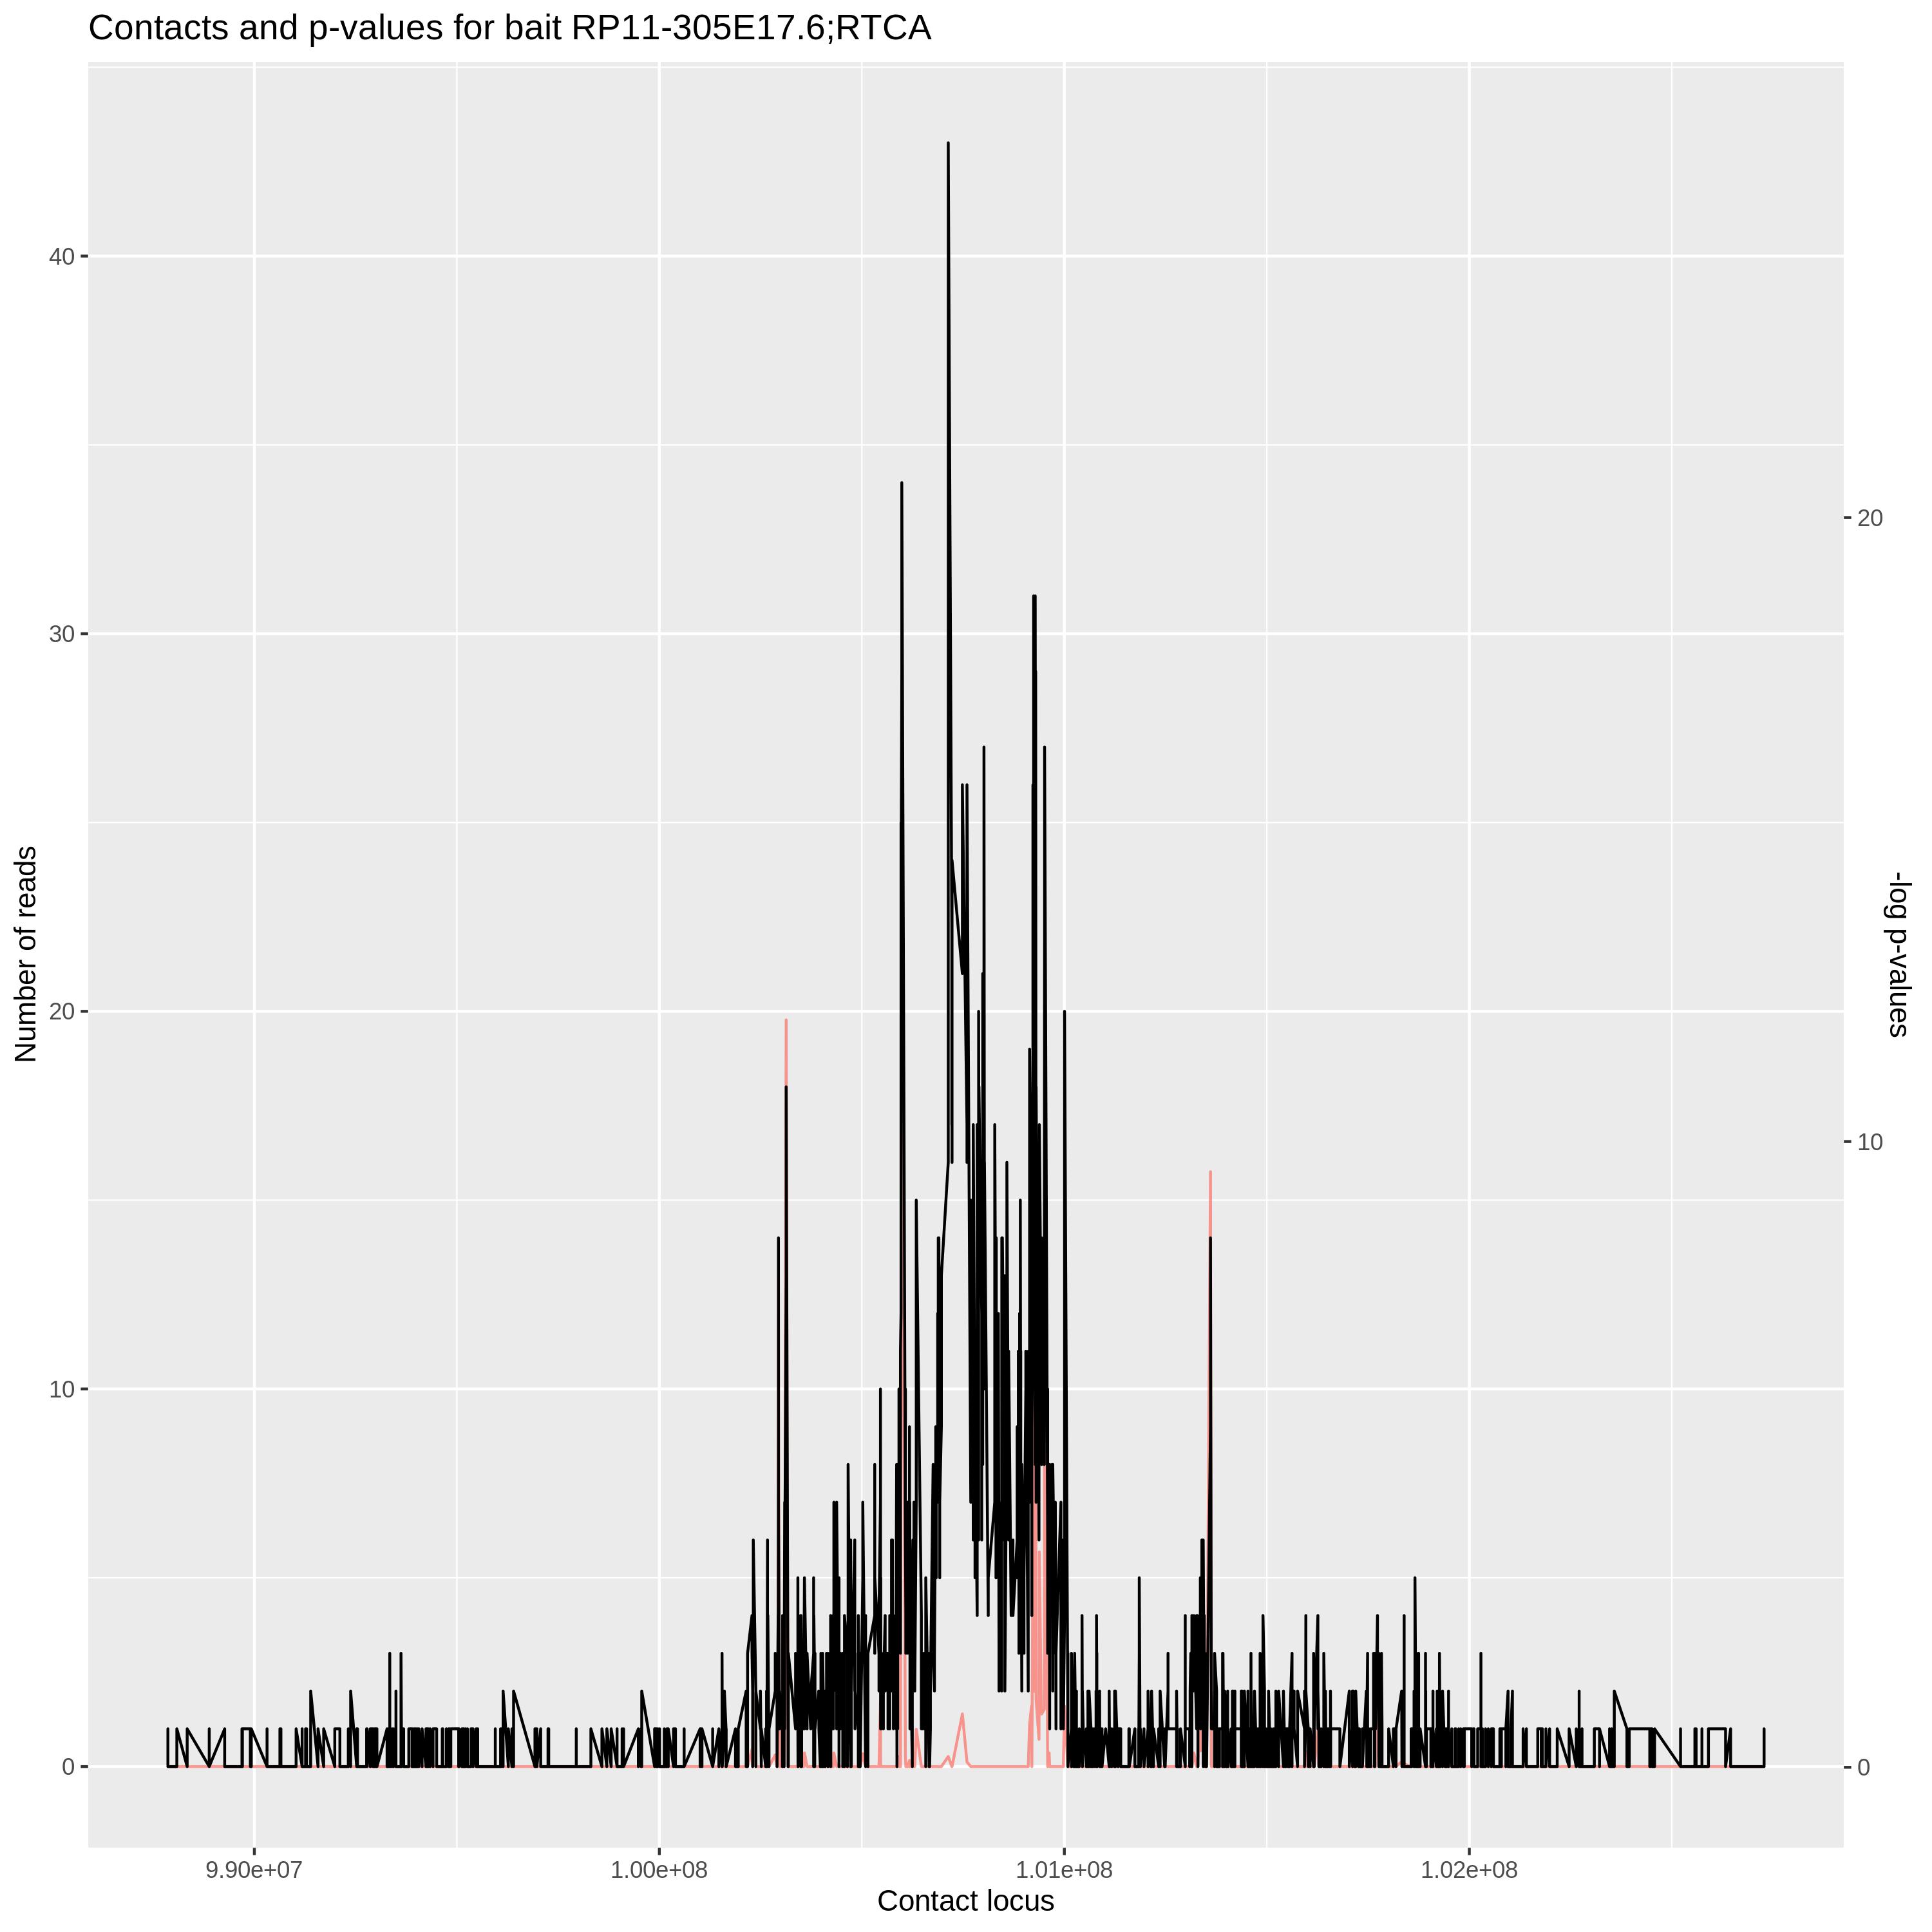 Contacts and p-values for bait RP11-305E17.6;RTCA
40
30
20
10
0
Number of reads
20
10
0
-log p-values
9.90e+07
1.00e+08
1.01e+08
1.02e+08
Contact locus